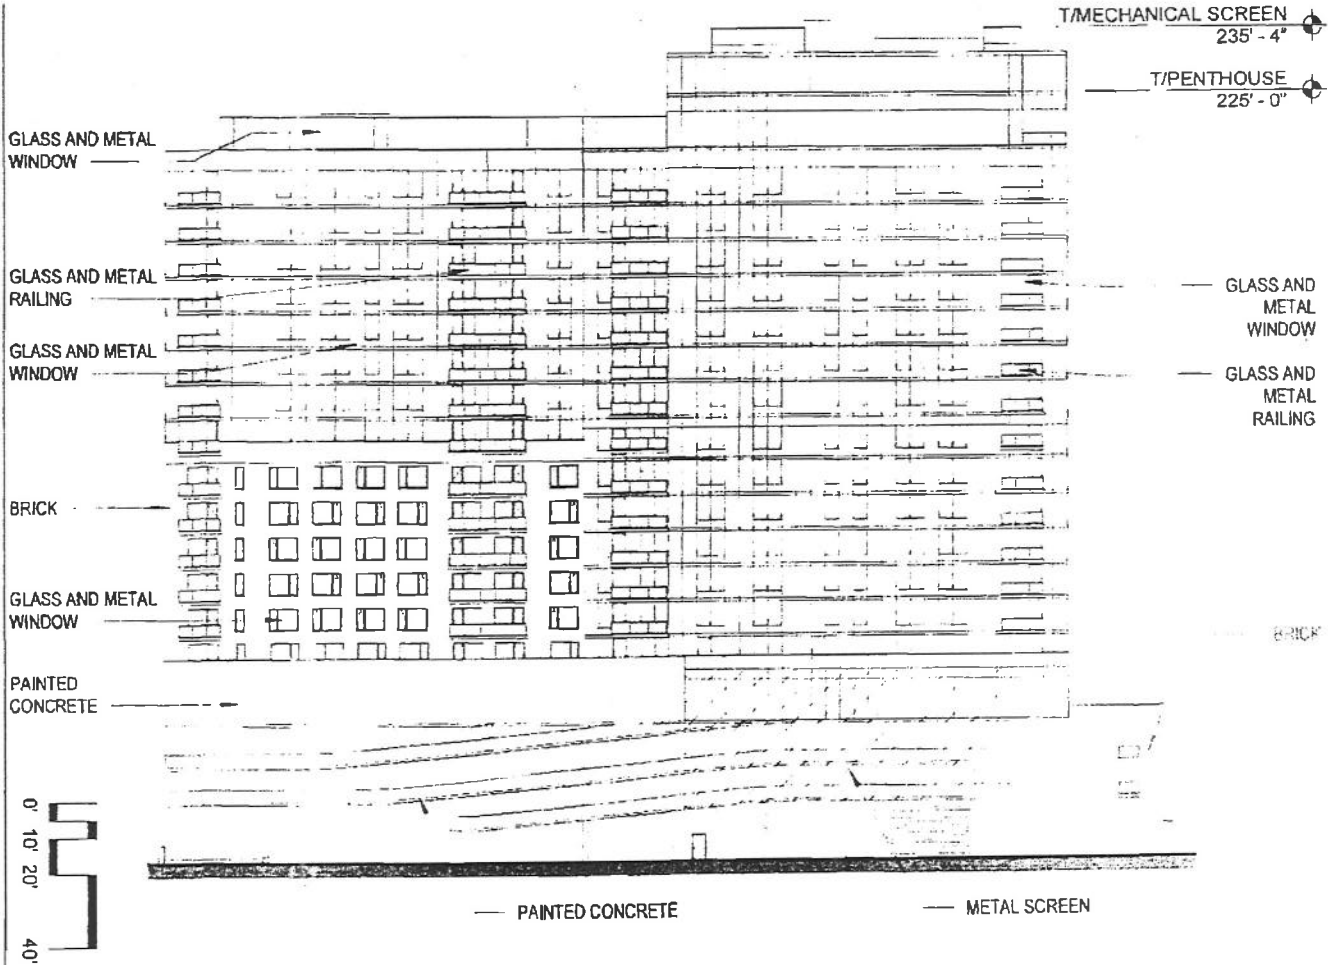 T/MECHANICAL SCREEN
235' - 4"
T/PENTHOUSE
225' - 0"
GLASS AND METAL
WINDOW
GLASS AND METAL
RAILING
GLASS AND METAL
WINDOW
BRICK
GLASS AND METAL
WINDOW
PAINTED
CONCRETE
GLASS AND
METAL
WINDOW
GLASS AND
METAL
RAILING
BRICK
0'
10'
20'
40'
PAINTED CONCRETE
METAL SCREEN